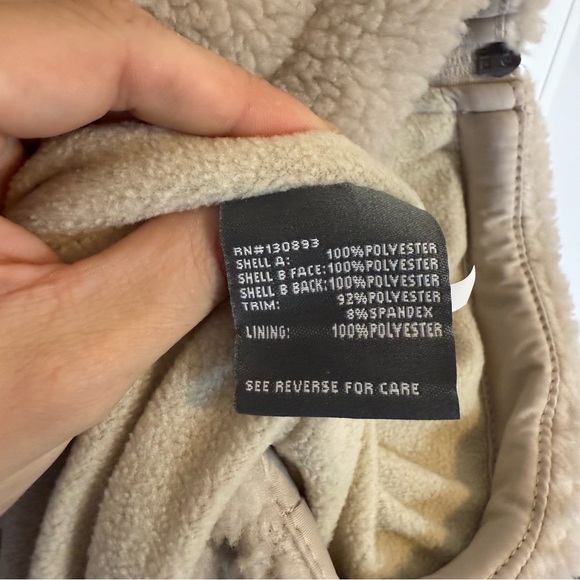 RN#130893
SHELL A: 100%POLYESTER
SHELL B FACE: 100%POLYESTER
SHELL B BACK: 100%POLYESTER
TRIM: 92%POLYESTER
8%SPANDEX
LINING: 100%POLYESTER
SEE REVERSE FOR CARE